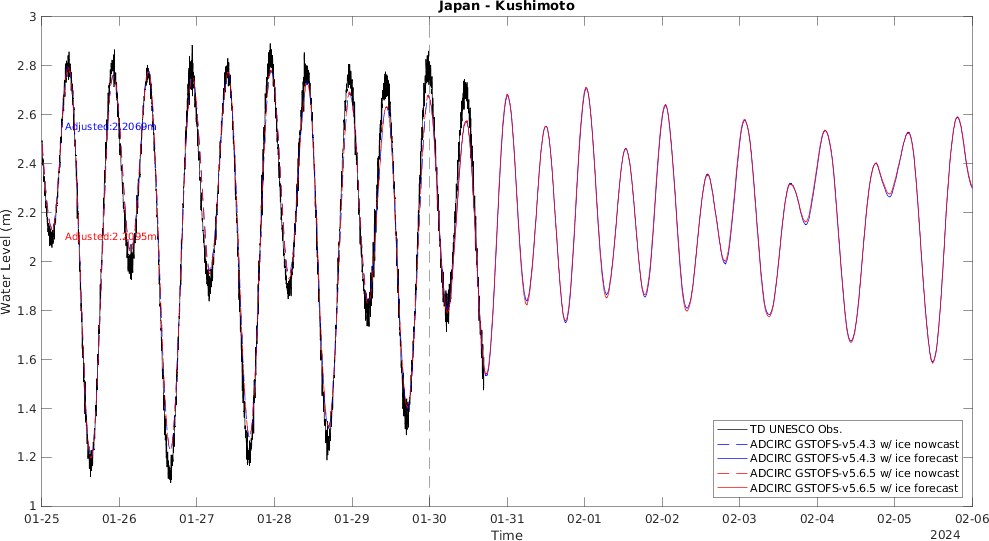 Japan - Kushimoto
3
2.8
2.6
2.4
2.2
2
1.8
1.6
1.4
1.2
1
Water Level (m)
Adjusted:2.2069m
Adjusted:2.2095m
TD UNESCO Obs.
ADCIRC GSTOFS-v5.4.3 w/ ice nowcast
ADCIRC GSTOFS-v5.4.3 w/ ice forecast
ADCIRC GSTOFS-v5.6.5 w/ ice nowcast
ADCIRC GSTOFS-v5.6.5 w/ ice forecast
01-25 01-26 01-27 01-28 01-29 01-30 01-31 02-01 02-02 02-03 02-04 02-05 02-06
Time
2024